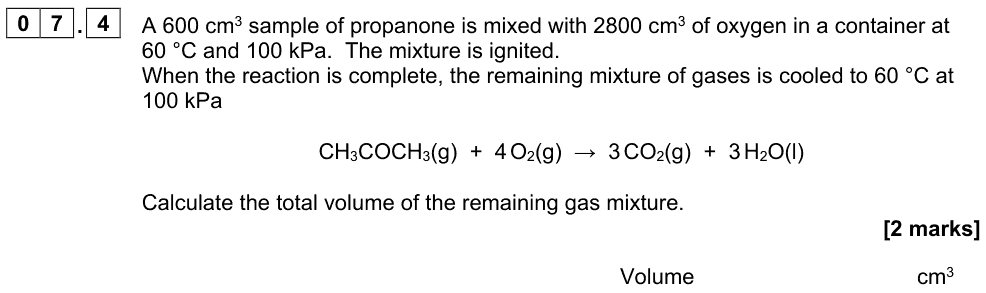 0 7 . 4 A 600 cm³ sample of propanone is mixed with 2800 cm³ of oxygen in a container at
60 °C and 100 kPa. The mixture is ignited.
When the reaction is complete, the remaining mixture of gases is cooled to 60 °C at
100 kPa
CH₃COCH₃(g) + 4 O₂(g) → 3 CO₂(g) + 3 H₂O(l)
Calculate the total volume of the remaining gas mixture.
[2 marks]
Volume cm³